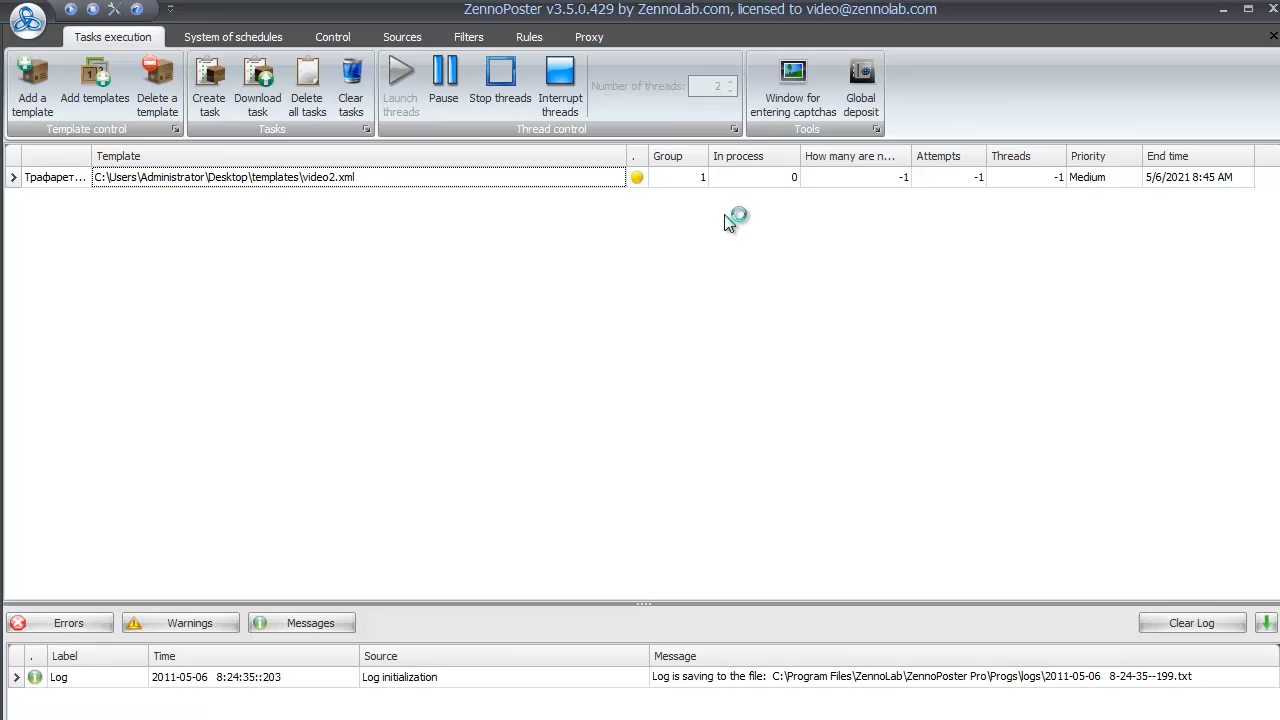 ZennoPoster v3.5.0.429 by ZennoLab.com, licensed to video@zennolab.com
Tasks execution System of schedules Control Sources Filters Rules Proxy
Add a template
Add templates
Delete a template
Create task
Download task
Delete all tasks
Clear tasks
Launch threads
Pause
Stop threads
Interrupt threads
Number of threads: 2
Window for entering captchas
Global deposit
Template control Tasks Thread control Tools
Template . Group In process How many are n... Attempts Threads Priority End time
Трафарет... C:\Users\Administrator\Desktop\templates\video2.xml 1 0 -1 -1 -1 Medium 5/6/2021 8:45 AM
Errors Warnings Messages Clear Log
. Label Time Source Message
Log 2011-05-06 8:24:35::203 Log initialization Log is saving to the file: C:\Program Files\ZennoLab\ZennoPoster Pro\Progs\logs\2011-05-06 8-24-35--199.txt